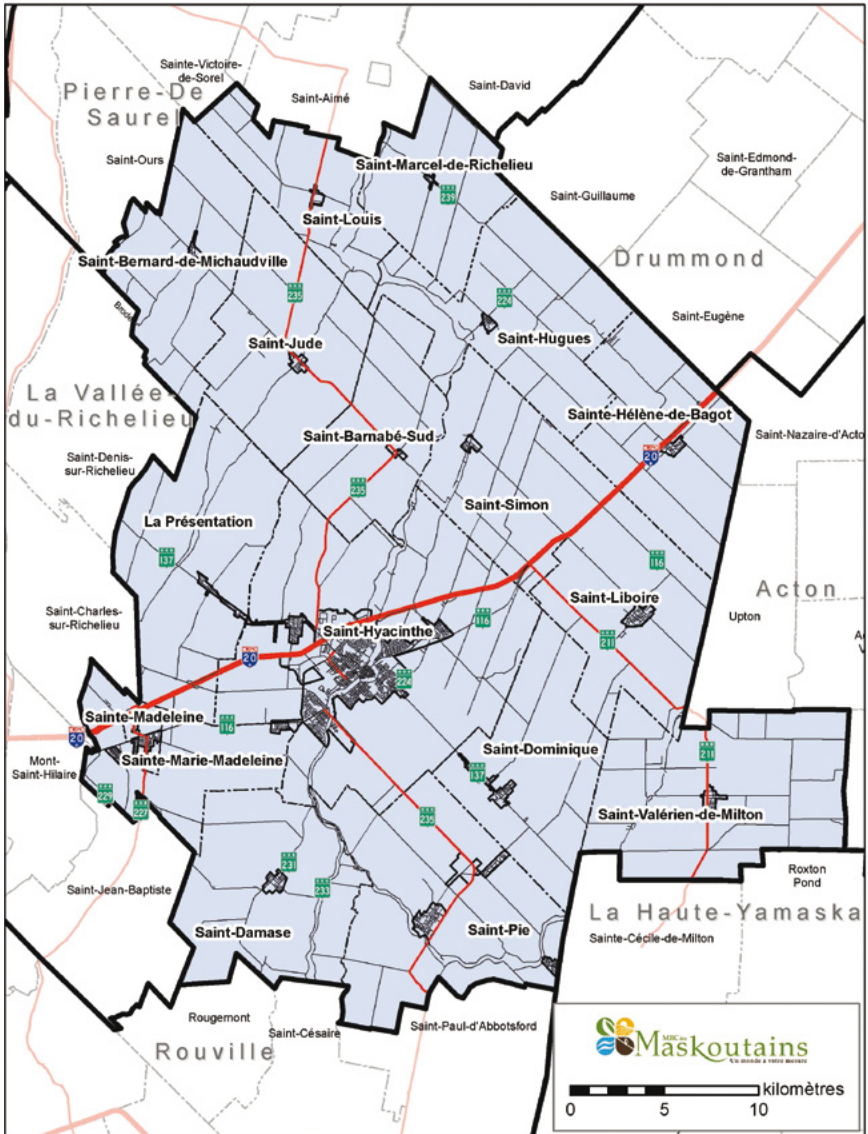 Sainte-Victoire-
de-Sorel
Pierre-De
Saurel
Saint-Aimé
Saint-David
Saint-Ours
Saint-Marcel-de-Richelieu
239
Saint-Edmond-
de-Grantham
Saint-Guillaume
Saint-Louis
Saint-Bernard-de-Michaudville
Drummond
235
224
Saint-Eugène
Saint-Jude
Saint-Hugues
La Vallée-
du-Richelieu
Sainte-Hélène-de-Bagot
Saint-Nazaire-d'Acto
Saint-Barnabé-Sud
20
Saint-Denis-
sur-Richelieu
235
Saint-Simon
La Présentation
137
116
Acton
Saint-Liboire
Saint-Charles-
sur-Richelieu
116
Upton
Saint-Hyacinthe
211
20
224
Sainte-Madeleine
116
20
Saint-Dominique
211
Mont-
Saint-Hilaire
Sainte-Marie-Madeleine
137
229
227
235
Saint-Valérien-de-Milton
231
233
Roxton
Pond
Saint-Jean-Baptiste
La Haute-Yamaska
Saint-Damase
Saint-Pie
Sainte-Cécile-de-Milton
Rougemont
Saint-Césaire
Saint-Paul-d'Abbotsford
Rouville
MRC des
Maskoutains
Un monde à votre mesure
kilomètres
0 5 10